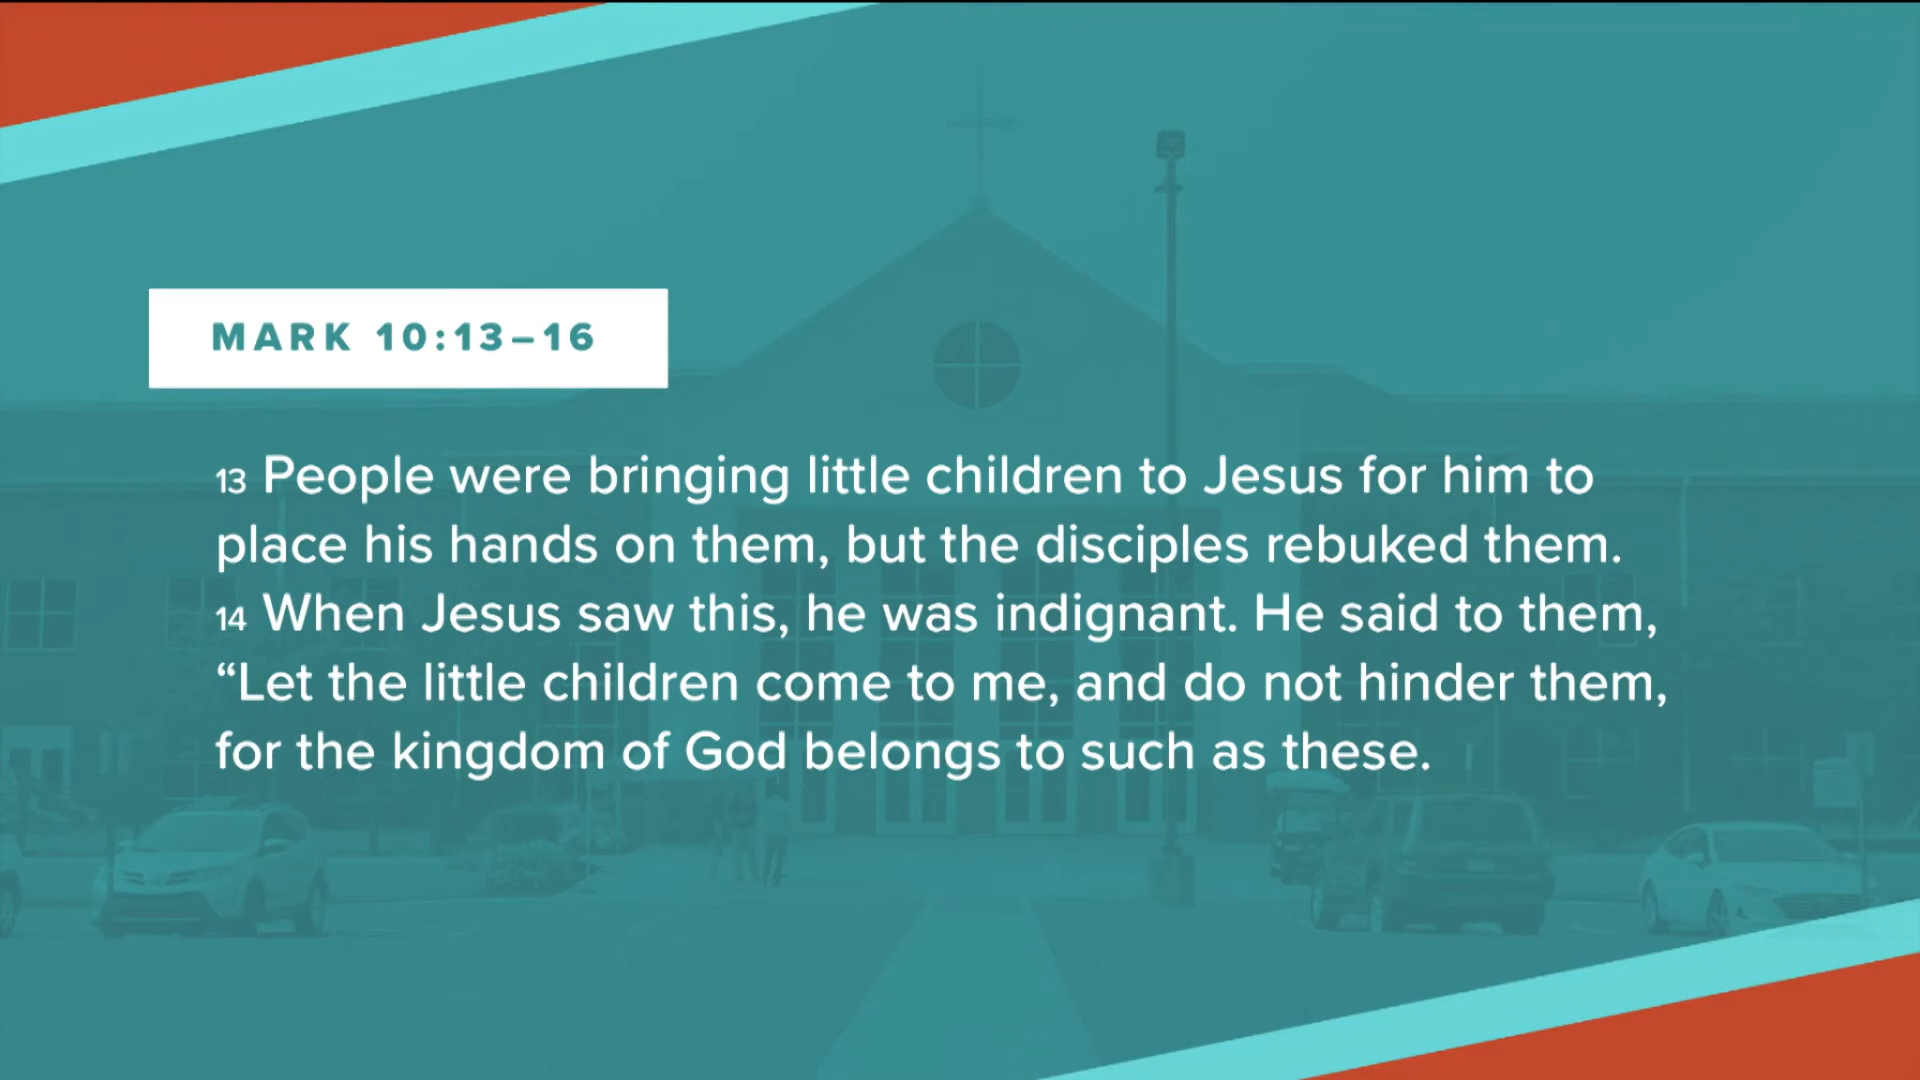 MARK 10:13–16
13 People were bringing little children to Jesus for him to
place his hands on them, but the disciples rebuked them.
14 When Jesus saw this, he was indignant. He said to them,
“Let the little children come to me, and do not hinder them,
for the kingdom of God belongs to such as these.